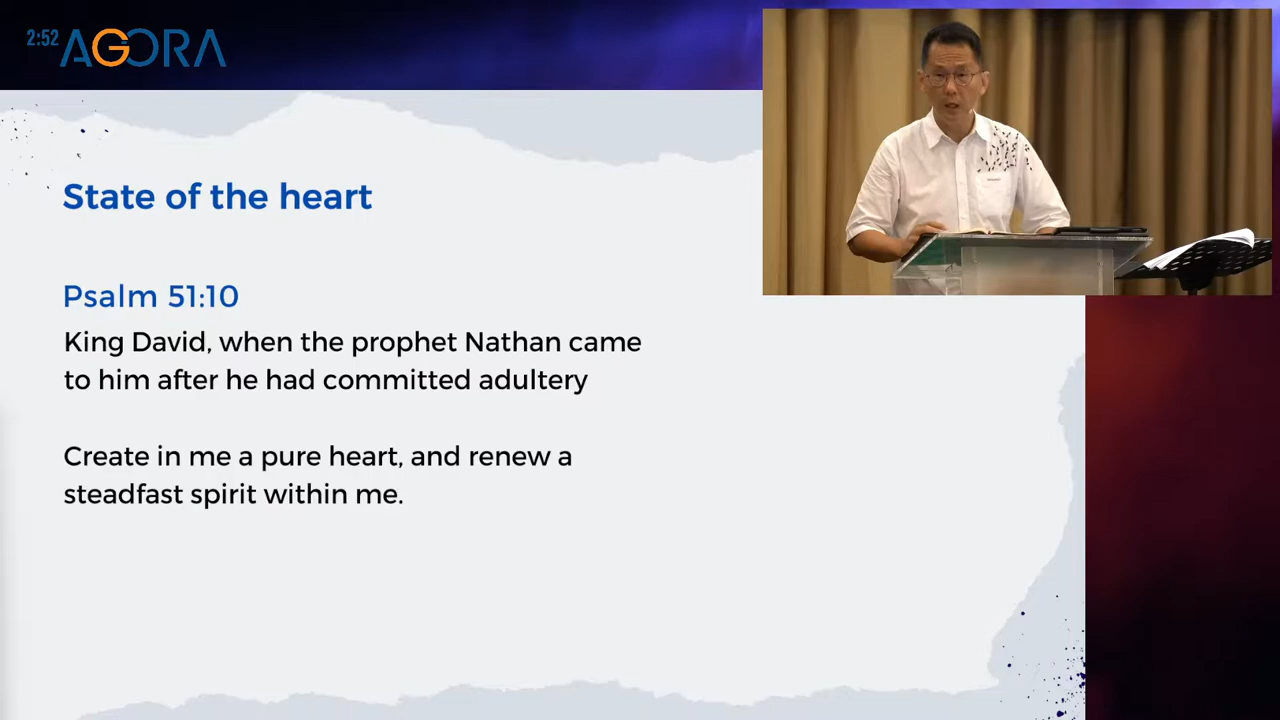 2:52 AGORA
State of the heart
Psalm 51:10
King David, when the prophet Nathan came
to him after he had committed adultery
Create in me a pure heart, and renew a
steadfast spirit within me.